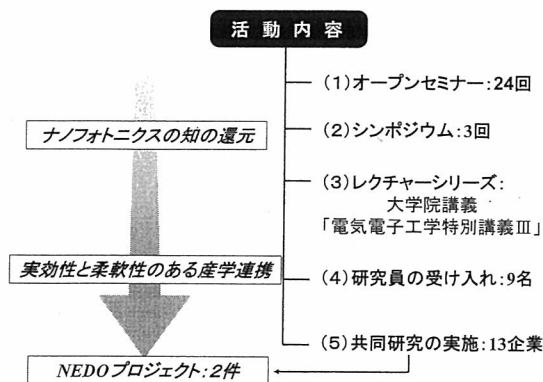 活動内容
(1)オープンセミナー:24回
(2)シンポジウム:3回
ナノフォトニクスの知の還元
(3)レクチャーシリーズ:
大学院講義
「電気電子工学特別講義Ⅲ」
実効性と柔軟性のある産学連携
(4)研究員の受け入れ:9名
(5)共同研究の実施:13企業
NEDOプロジェクト:2件